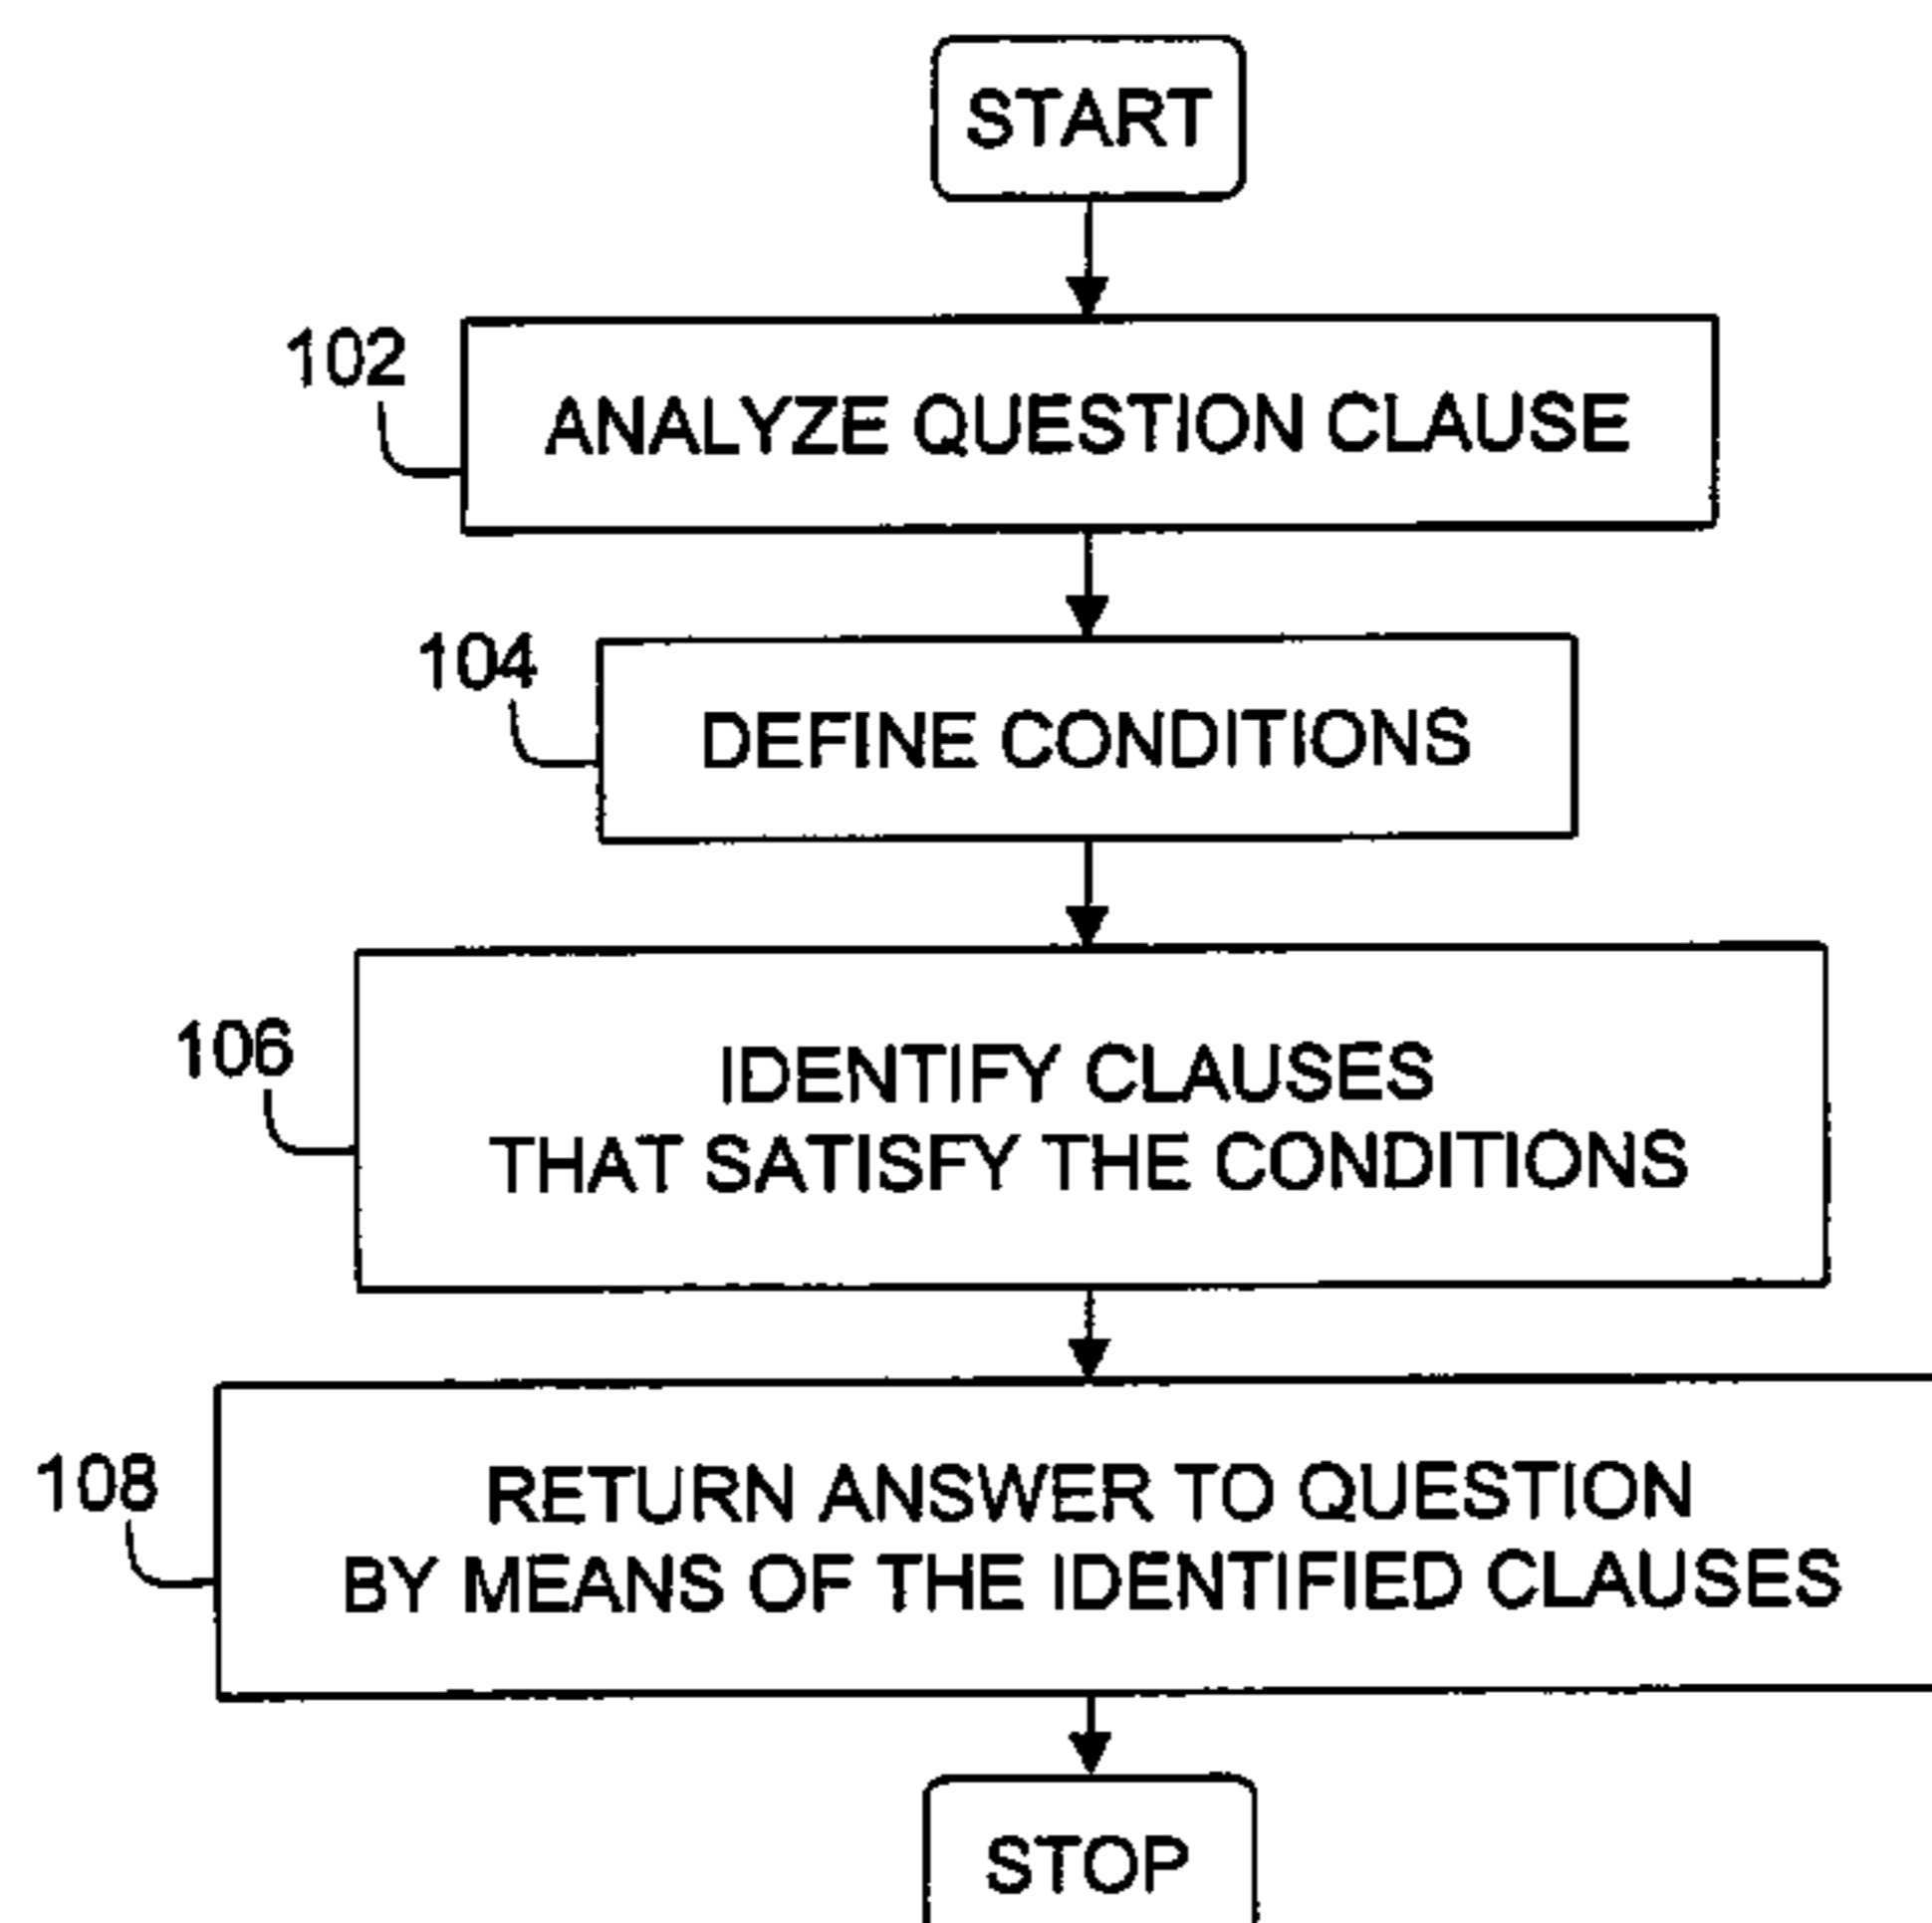 START
102
ANALYZE QUESTION CLAUSE
104
DEFINE CONDITIONS
106
IDENTIFY CLAUSES
THAT SATISFY THE CONDITIONS
108
RETURN ANSWER TO QUESTION
BY MEANS OF THE IDENTIFIED CLAUSES
STOP